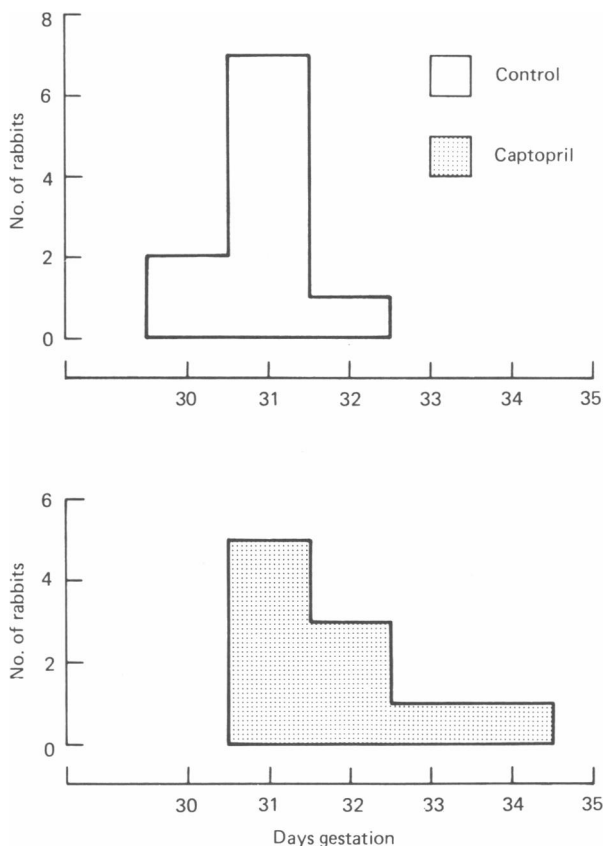 8
6
4
2
0
No. of rabbits
Control
Captopril
30 31 32 33 34 35
6
4
2
0
No. of rabbits
30 31 32 33 34 35
Days gestation